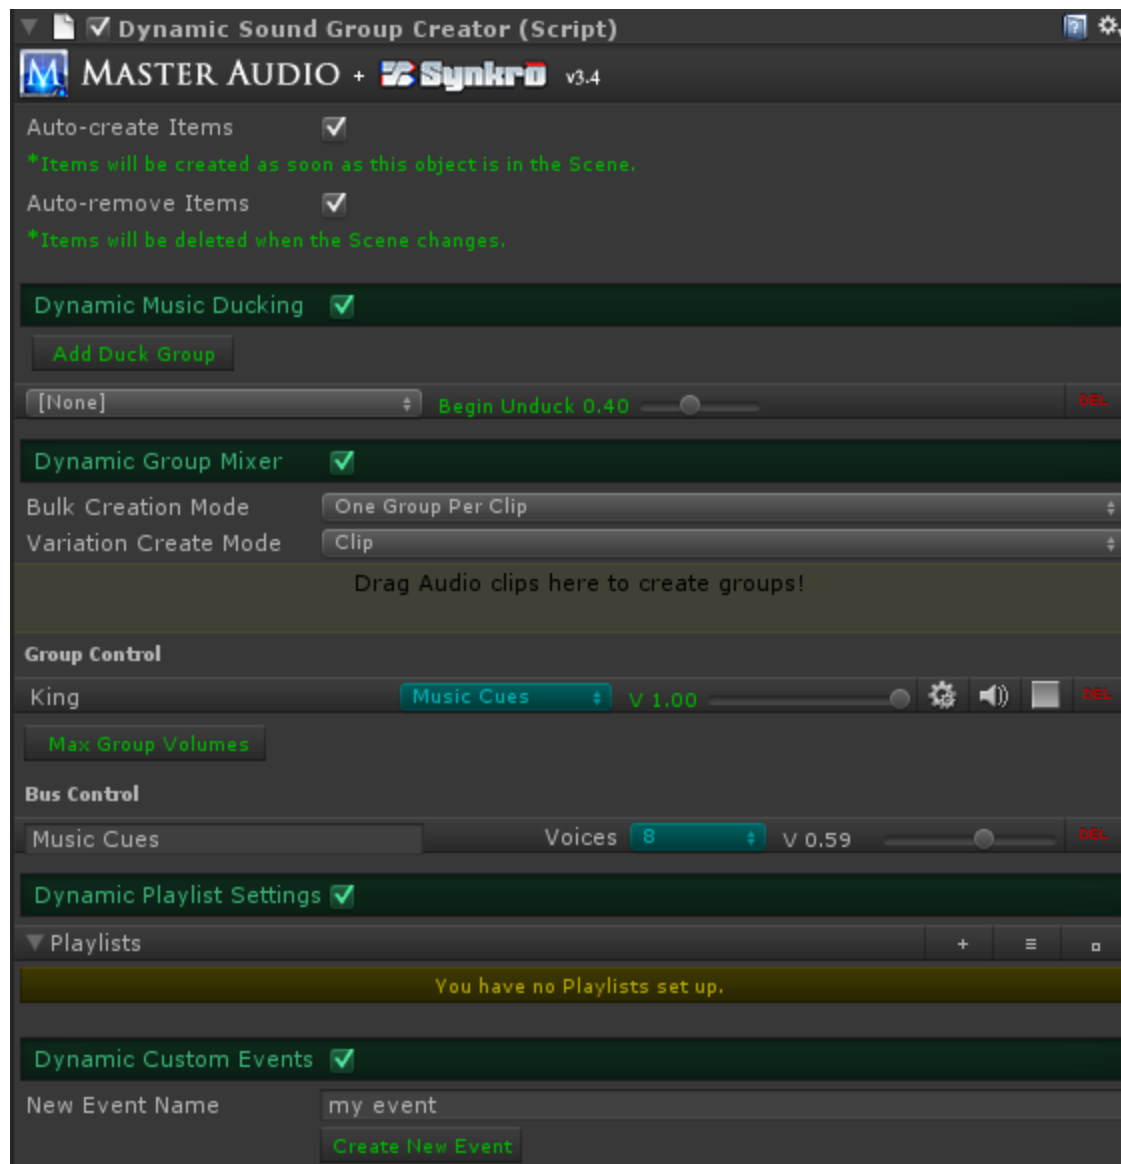 Dynamic Sound Group Creator (Script)
MASTER AUDIO + Synkro v3.4
Auto-create Items
*Items will be created as soon as this object is in the Scene.
Auto-remove Items
*Items will be deleted when the Scene changes.
Dynamic Music Ducking
Add Duck Group
[None] Begin Unduck 0.40 DEL
Dynamic Group Mixer
Bulk Creation Mode One Group Per Clip
Variation Create Mode Clip
Drag Audio clips here to create groups!
Group Control
King Music Cues V 1.00 DEL
Max Group Volumes
Bus Control
Music Cues Voices 8 V 0.59 DEL
Dynamic Playlist Settings
Playlists +
You have no Playlists set up.
Dynamic Custom Events
New Event Name my event
Create New Event